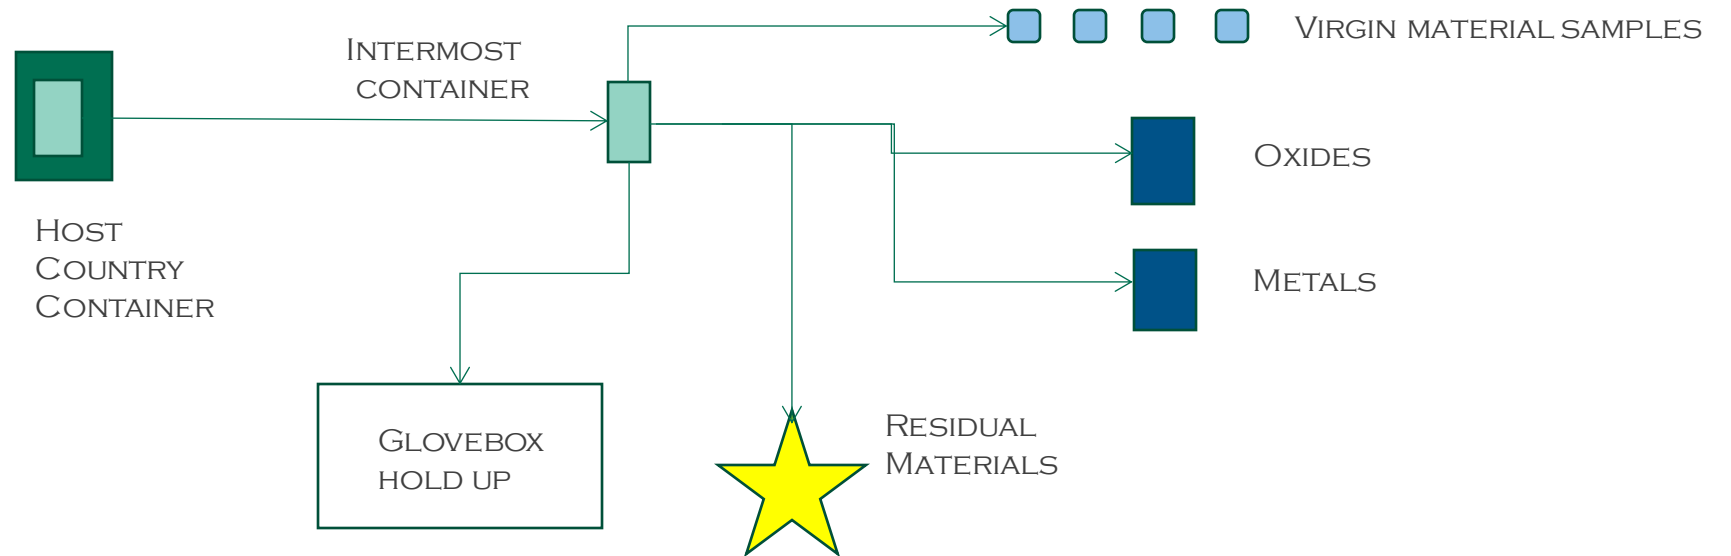 Intermost
container
Virgin material samples
Oxides
Host
Country
Container
Metals
Glovebox
hold up
Residual
Materials